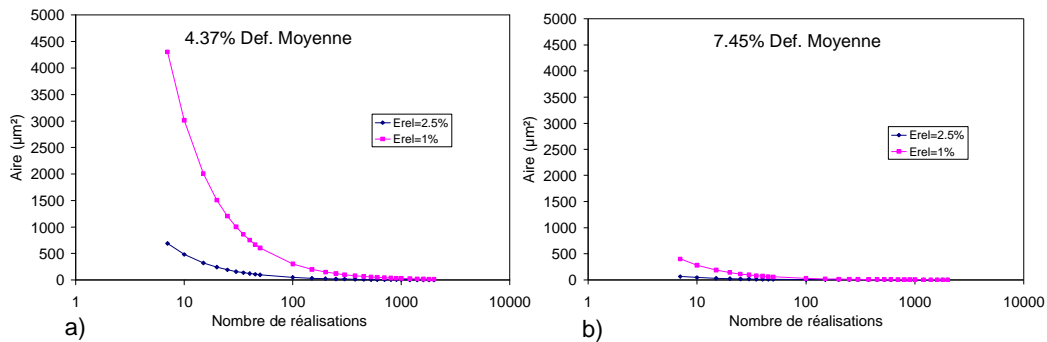 4.37% Def. Moyenne
Aire (µm²)
5000
4500
4000
3500
3000
2500
2000
1500
1000
500
0
Erel=2.5%
Erel=1%
1 10 100 1000 10000
Nombre de réalisations
a)
7.45% Def. Moyenne
Aire (µm²)
5000
4500
4000
3500
3000
2500
2000
1500
1000
500
0
Erel=2.5%
Erel=1%
1 10 100 1000 10000
Nombre de réalisations
b)